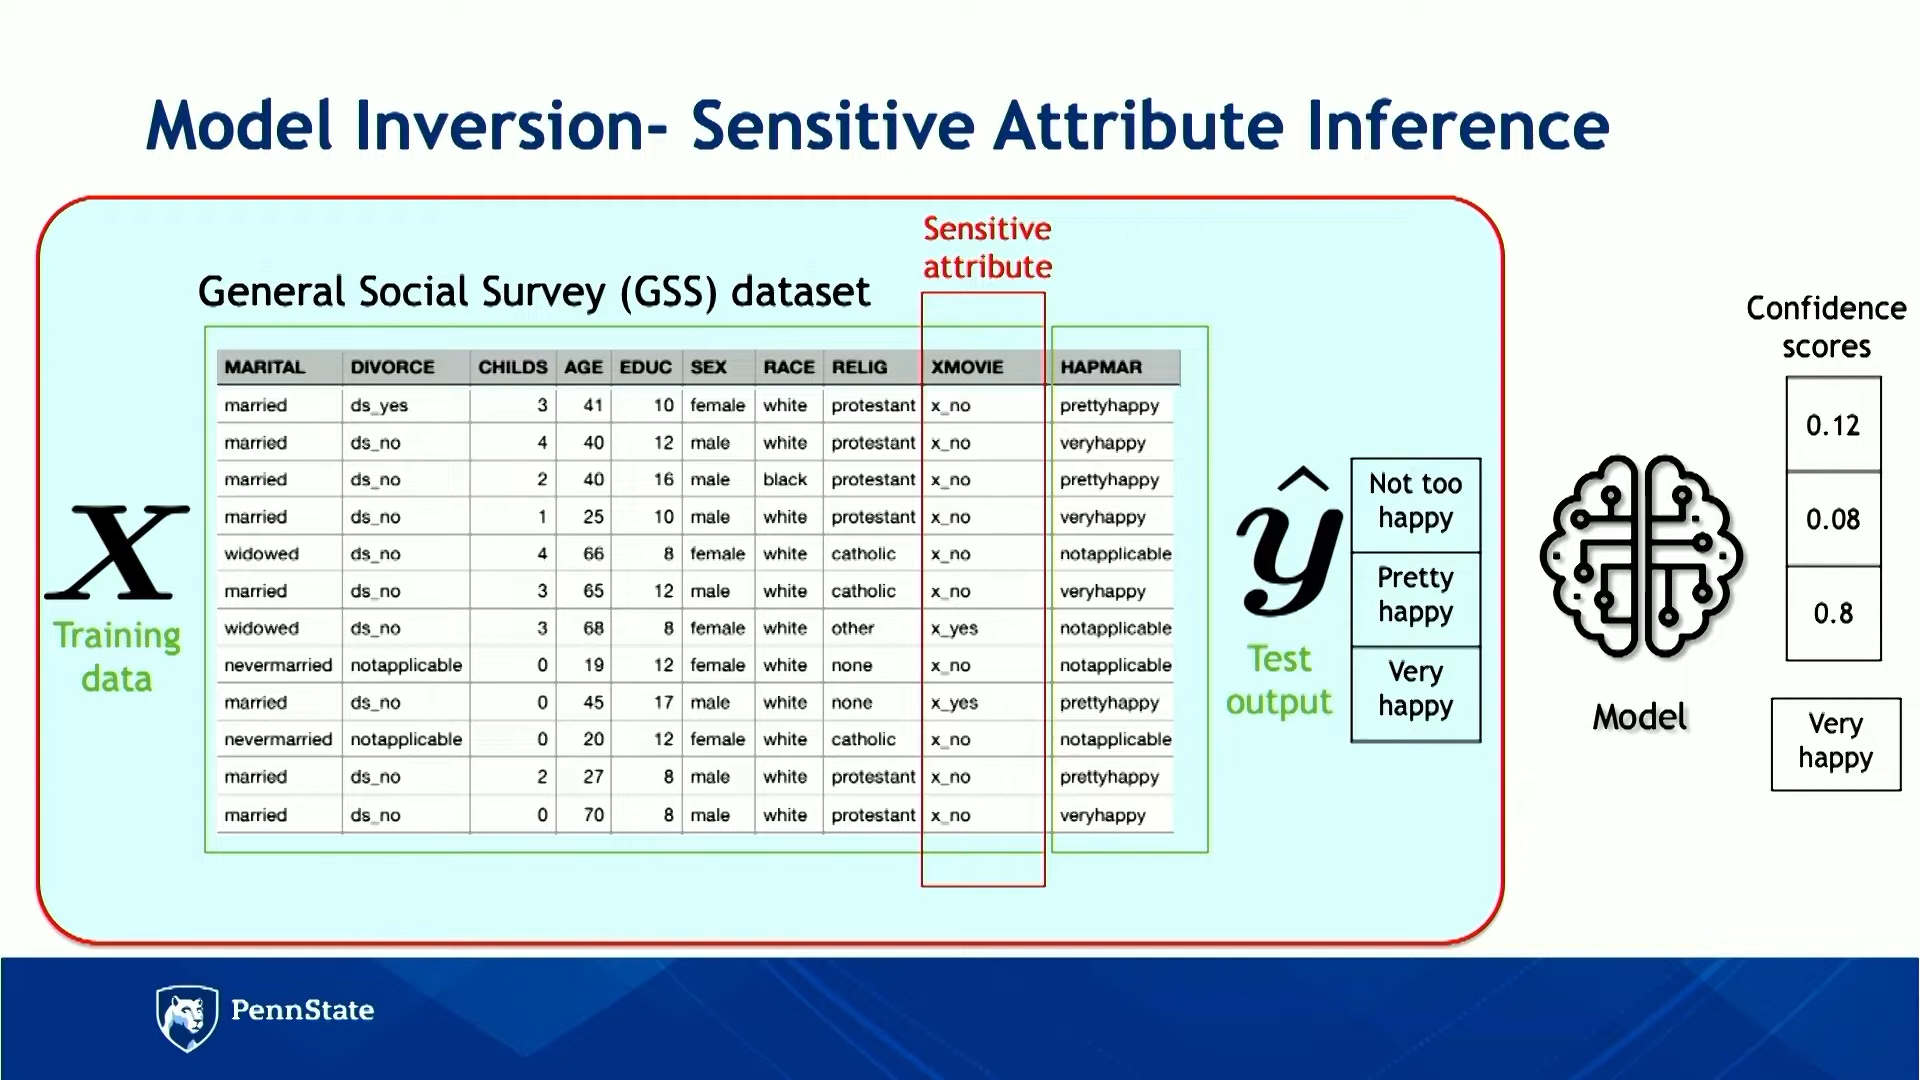 Model Inversion- Sensitive Attribute Inference
Sensitive
attribute
General Social Survey (GSS) dataset
MARITAL DIVORCE CHILDS AGE EDUC SEX RACE RELIG XMOVIE HAPMAR
married ds_yes 3 41 10 female white protestant x_no prettyhappy
married ds_no 4 40 12 male white protestant x_no veryhappy
married ds_no 2 40 16 male black protestant x_no prettyhappy
married ds_no 1 25 10 male white protestant x_no veryhappy
widowed ds_no 4 66 8 female white catholic x_no notapplicable
married ds_no 3 65 12 male white catholic x_no veryhappy
widowed ds_no 3 68 8 female white other x_yes notapplicable
nevermarried notapplicable 0 19 12 female white none x_no notapplicable
married ds_no 0 45 17 male white none x_yes prettyhappy
nevermarried notapplicable 0 20 12 female white catholic x_no notapplicable
married ds_no 2 27 8 male white protestant x_no prettyhappy
married ds_no 0 70 8 male white protestant x_no veryhappy
x
Training
data
ŷ
Test
output
Not too
happy
Pretty
happy
Very
happy
Model
Confidence
scores
0.12
0.08
0.8
Very
happy
PennState